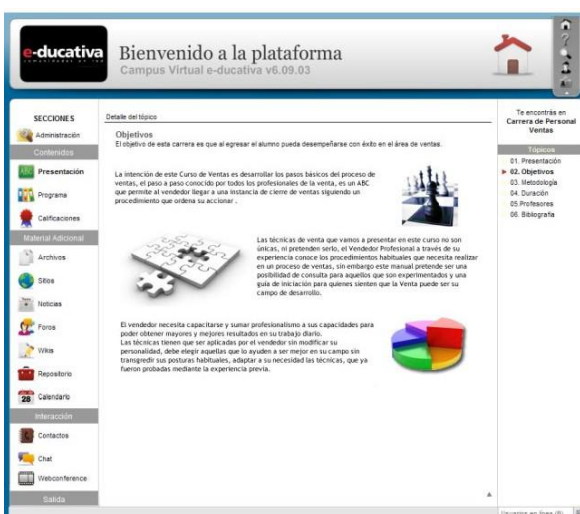 e-ducativa
Bienvenido a la plataforma
Campus Virtual e-ducativa v6.09.03
SECCIONES
Administración
Contenidos
ABC
Presentación
Programa
Calificaciones
Material Adicional
Archivos
Sitios
Noticias
Foros
Wikis
Repositorio
28
Calendario
Interacción
Contactos
Chat
Webconference
Salida
Detalle del tópico
Objetivos
El objetivo de esta carrera es que al egresar el alumno pueda desempeñarse con éxito en el área de ventas.
La intención de este Curso de Ventas es desarrollar los pasos básicos del proceso de
ventas, el paso a paso conocido por todos los profesionales de la venta, es un ABC
que permite al vendedor llegar a una instancia de cierre de ventas siguiendo un
procedimiento que ordena su accionar .
Las técnicas de venta que vamos a presentar en este curso no son
únicas, ni pretenden serlo, el Vendedor Profesional a través de su
experiencia conoce los procedimientos habituales que necesita realizar
en un proceso de ventas, sin embargo este manual pretende ser una
posibilidad de consulta para aquellos que son experimentados y una
guía de iniciación para quienes sienten que la Venta puede ser su
campo de desarrollo.
El vendedor necesita capacitarse y sumar profesionalismo a sus capacidades para
poder obtener mayores y mejores resultados en su trabajo diario.
Las técnicas tienen que ser aplicadas por el vendedor sin modificar su
personalidad, debe elegir aquellas que lo ayuden a ser mejor en su campo sin
transgredir sus posturas habituales, adaptar a su necesidad las técnicas, que ya
fueron probadas mediante la experiencia previa.
Te encontrás en
Carrera de Personal
Ventas
Tópicos
01. Presentación
02. Objetivos
03. Metodología
04. Duración
05.Profesores
06. Bibliografia